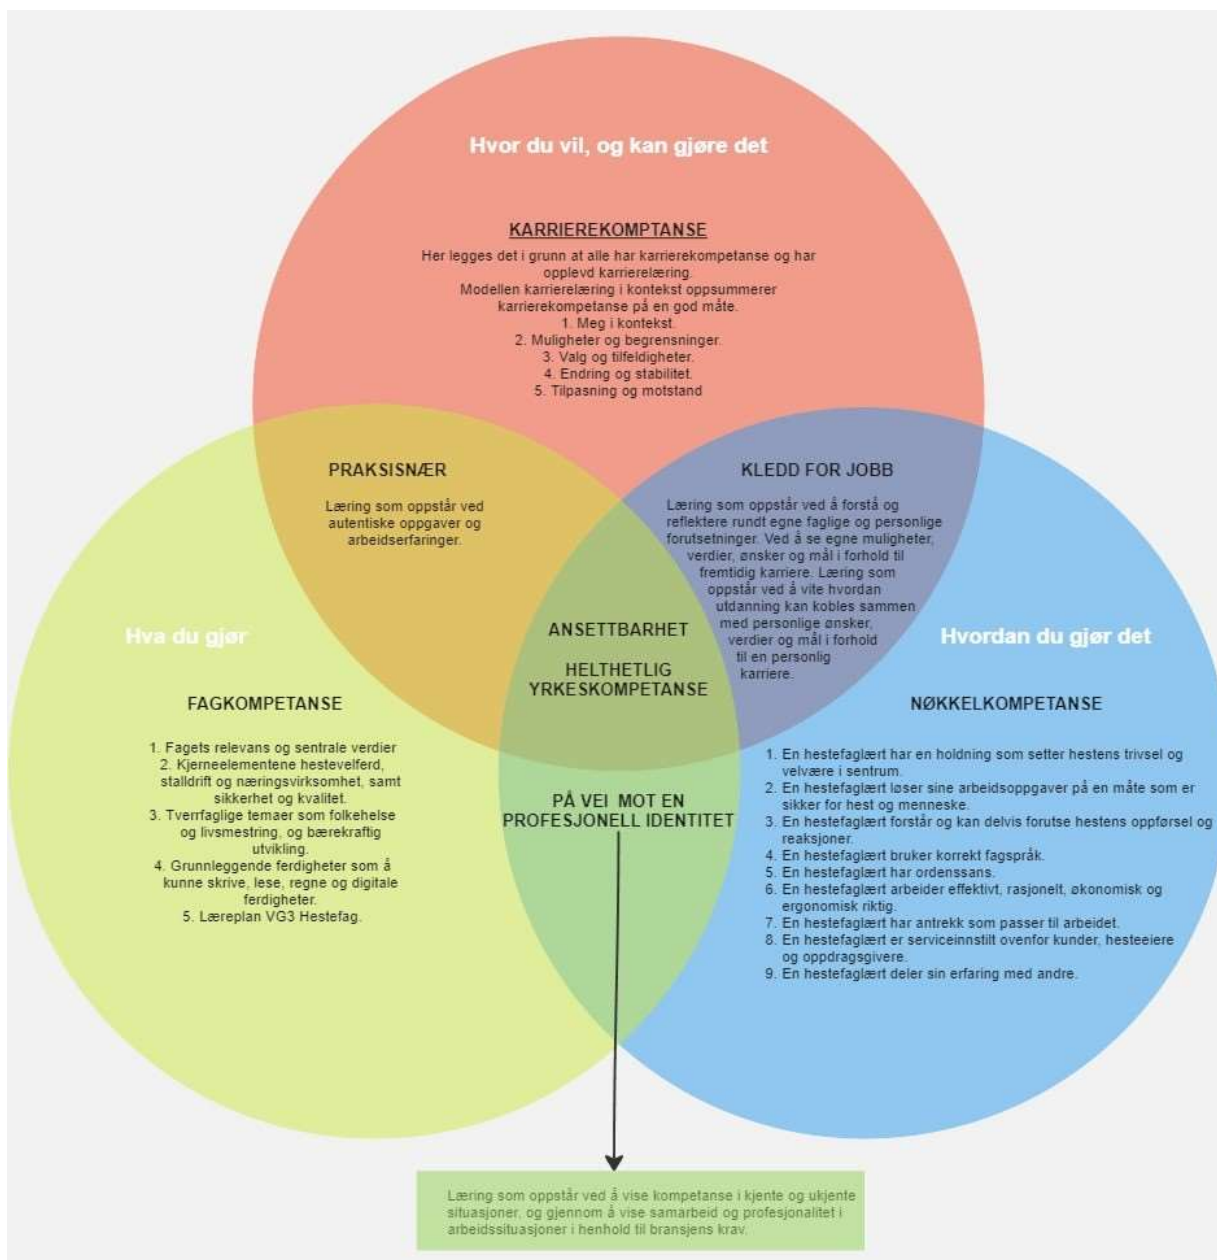 Hvor du vil, og kan gjøre det
KARRIEREKOMPTANSE
Her legges det i grunn at alle har karrierekompetanse og har
opplevd karrierelæring.
Modellen karrierelæring i kontekst oppsummerer
karrierekompetanse på en god måte.
1. Meg i kontekst.
2. Muligheter og begrensninger.
3. Valg og tilfeldigheter.
4. Endring og stabilitet.
5. Tilpasning og motstand
PRAKSISNÆR
Læring som oppstår ved
autentiske oppgaver og
arbeidserfaringer.
KLEDD FOR JOBB
Læring som oppstår ved å forstå og
reflektere rundt egne faglige og personlige
forutsetninger. Ved å se egne muligheter,
verdier, ønsker og mål i forhold til
fremtidig karriere. Læring som
oppstår ved å vite hvordan
utdanning kan kobles sammen
med personlige ønsker,
verdier og mål i forhold
til en personlig
karriere.
ANSETTBARHET
HELTHETLIG
YRKESKOMPETANSE
Hva du gjør
FAGKOMPETANSE
1. Fagets relevans og sentrale verdier
2. Kjerneelementene hestevelferd,
stalldrift og næringsvirksomhet, samt
sikkerhet og kvalitet.
3. Tverrfaglige temaer som folkehelse
og livsmestring, og bærekraftig
utvikling.
4. Grunnleggende ferdigheter som å
kunne skrive, lese, regne og digitale
ferdigheter.
5. Læreplan VG3 Hestefag.
Hvordan du gjør det
NØKKELKOMPETANSE
1. En hestefaglært har en holdning som setter hestens trivsel og
velvære i sentrum.
2. En hestefaglært løser sine arbeidsoppgaver på en måte som er
sikker for hest og menneske.
3. En hestefaglært forstår og kan delvis forutse hestens oppførsel og
reaksjoner.
4. En hestefaglært bruker korrekt fagspråk.
5. En hestefaglært har ordenssans.
6. En hestefaglært arbeider effektivt, rasjonelt, økonomisk og
ergonomisk riktig.
7. En hestefaglært har antrekk som passer til arbeidet.
8. En hestefaglært er serviceinnstilt ovenfor kunder, hesteeiere
og oppdragsgivere.
9. En hestefaglært deler sin erfaring med andre.
PÅ VEI MOT EN
PROFESJONELL IDENTITET
Læring som oppstår ved å vise kompetanse i kjente og ukjente
situasjoner, og gjennom å vise samarbeid og profesjonalitet i
arbeidssituasjoner i henhold til bransjens krav.